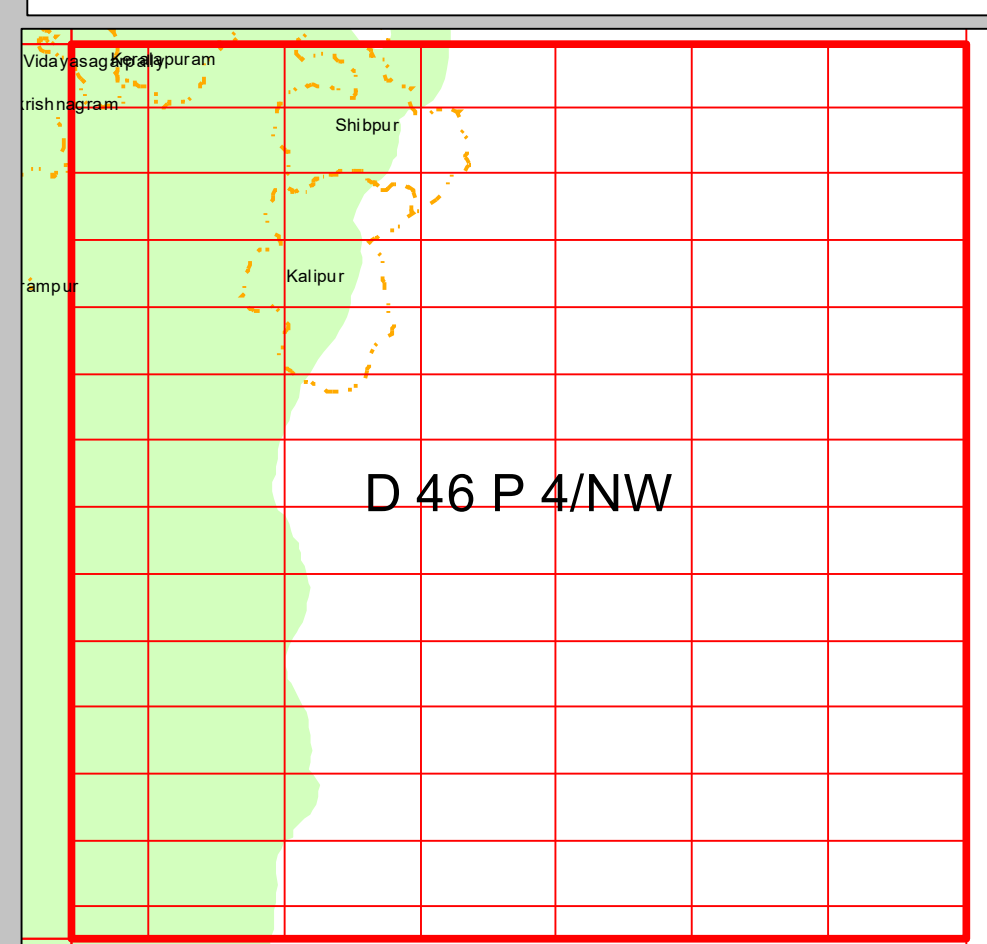 Vidayasagarpally
Keralapuram
krishnagram
Shibpur
Kalipur
rampur
D 46 P 4/NW